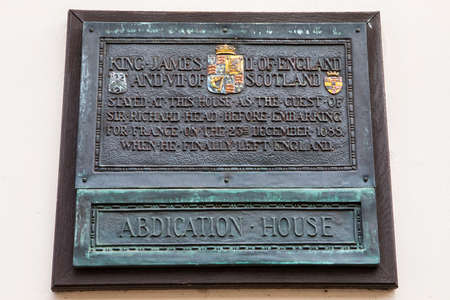 KING JAMES II OF ENGLAND
AND VII OF SCOTLAND
STAYED AT THIS HOUSE AS THE GUEST OF
SIR RICHARD HEAD BEFORE EMBARKING
FOR FRANCE ON THE 23RD DECEMBER 1688.
WHEN HE FINALLY LEFT ENGLAND.
ABDICATION · HOUSE